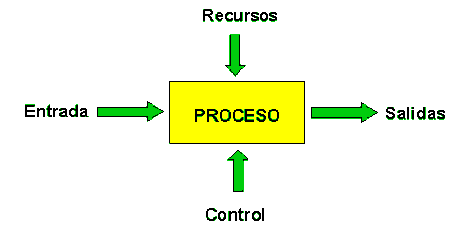 Recursos
Entrada
PROCESO
Salidas
Control